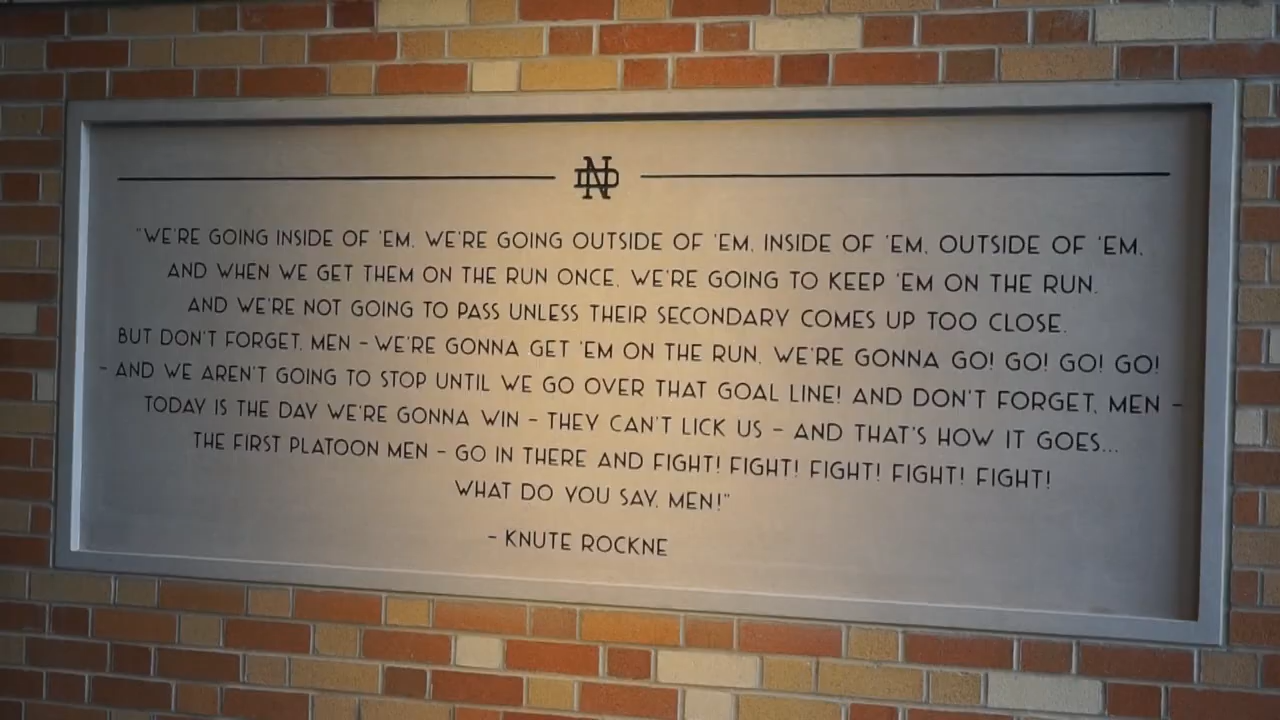 ND
"WE'RE GOING INSIDE OF 'EM, WE'RE GOING OUTSIDE OF 'EM, INSIDE OF 'EM, OUTSIDE OF 'EM,
AND WHEN WE GET THEM ON THE RUN ONCE, WE'RE GOING TO KEEP 'EM ON THE RUN.
AND WE'RE NOT GOING TO PASS UNLESS THEIR SECONDARY COMES UP TOO CLOSE.
BUT DON'T FORGET, MEN – WE'RE GONNA GET 'EM ON THE RUN, WE'RE GONNA GO! GO! GO! GO!
– AND WE AREN'T GOING TO STOP UNTIL WE GO OVER THAT GOAL LINE! AND DON'T FORGET, MEN –
TODAY IS THE DAY WE'RE GONNA WIN – THEY CAN'T LICK US – AND THAT'S HOW IT GOES...
THE FIRST PLATOON MEN – GO IN THERE AND FIGHT! FIGHT! FIGHT! FIGHT! FIGHT!
WHAT DO YOU SAY, MEN!"
– KNUTE ROCKNE